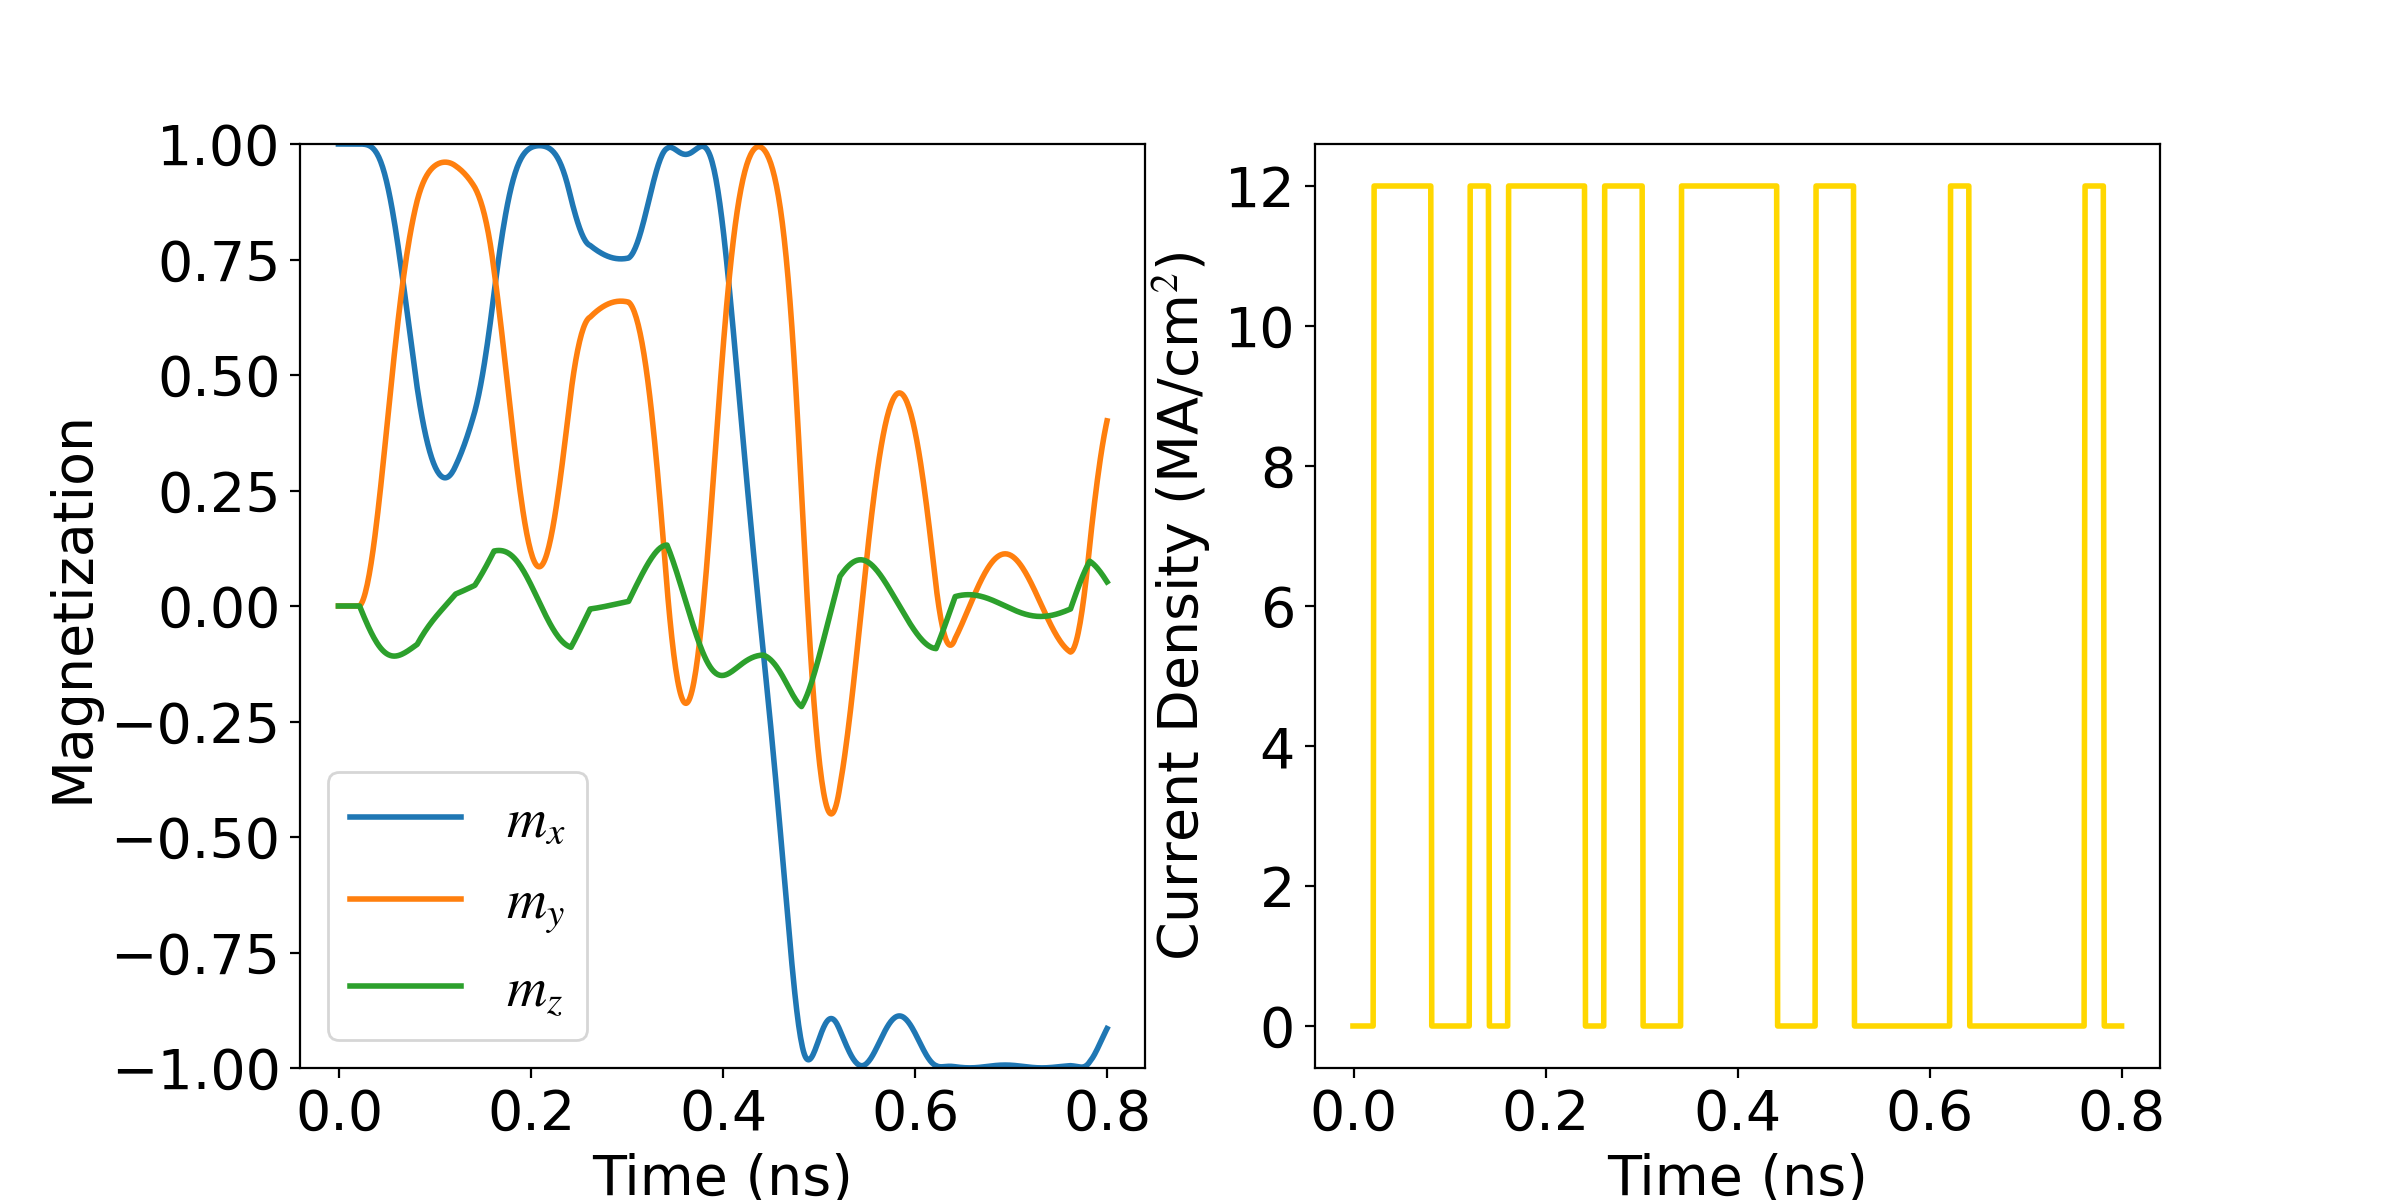 Magnetization
1.00
0.75
0.50
0.25
0.00
−0.25
−0.50
−0.75
−1.00
0.0 0.2 0.4 0.6 0.8
Time (ns)
m_x
m_y
m_z
Current Density (MA/cm²)
12
10
8
6
4
2
0
0.0 0.2 0.4 0.6 0.8
Time (ns)